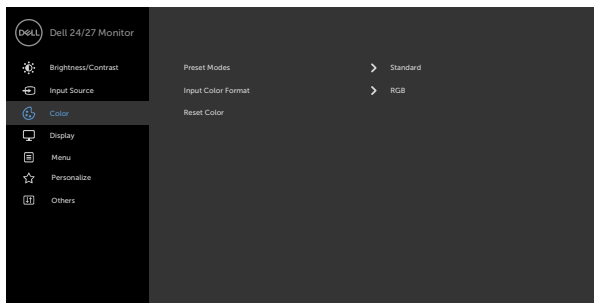 DELL Dell 24/27 Monitor
Brightness/Contrast
Input Source
Color
Display
Menu
Personalize
Others
Preset Modes Standard
Input Color Format RGB
Reset Color